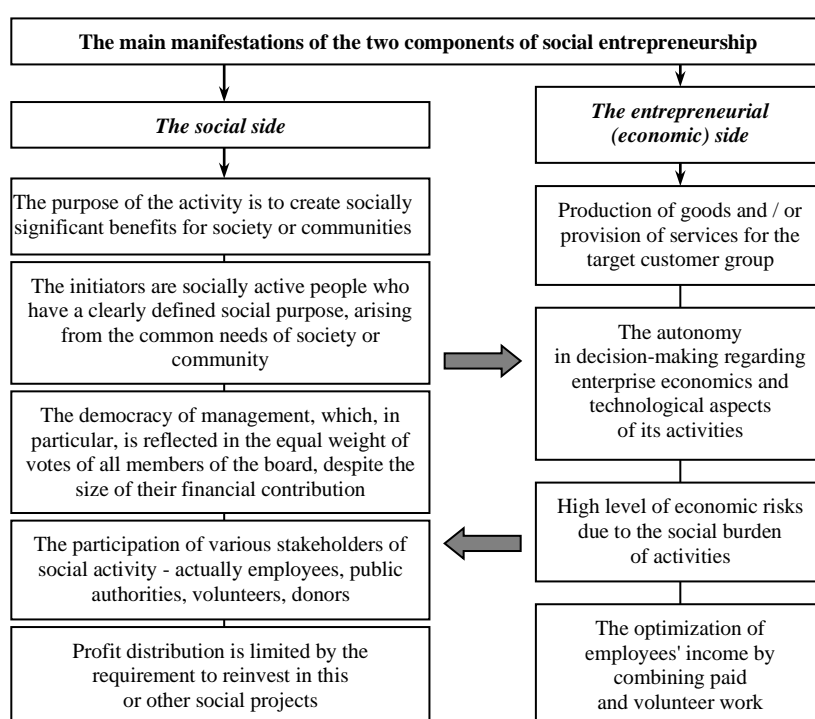 The main manifestations of the two components of social entrepreneurship
The social side
The purpose of the activity is to create socially
significant benefits for society or communities
The initiators are socially active people who
have a clearly defined social purpose, arising
from the common needs of society or
community
The democracy of management, which, in
particular, is reflected in the equal weight of
votes of all members of the board, despite the
size of their financial contribution
The participation of various stakeholders of
social activity - actually employees, public
authorities, volunteers, donors
Profit distribution is limited by the
requirement to reinvest in this
or other social projects
The entrepreneurial
(economic) side
Production of goods and / or
provision of services for the
target customer group
The autonomy
in decision-making regarding
enterprise economics and
technological aspects
of its activities
High level of economic risks
due to the social burden
of activities
The optimization of
employees' income by
combining paid
and volunteer work